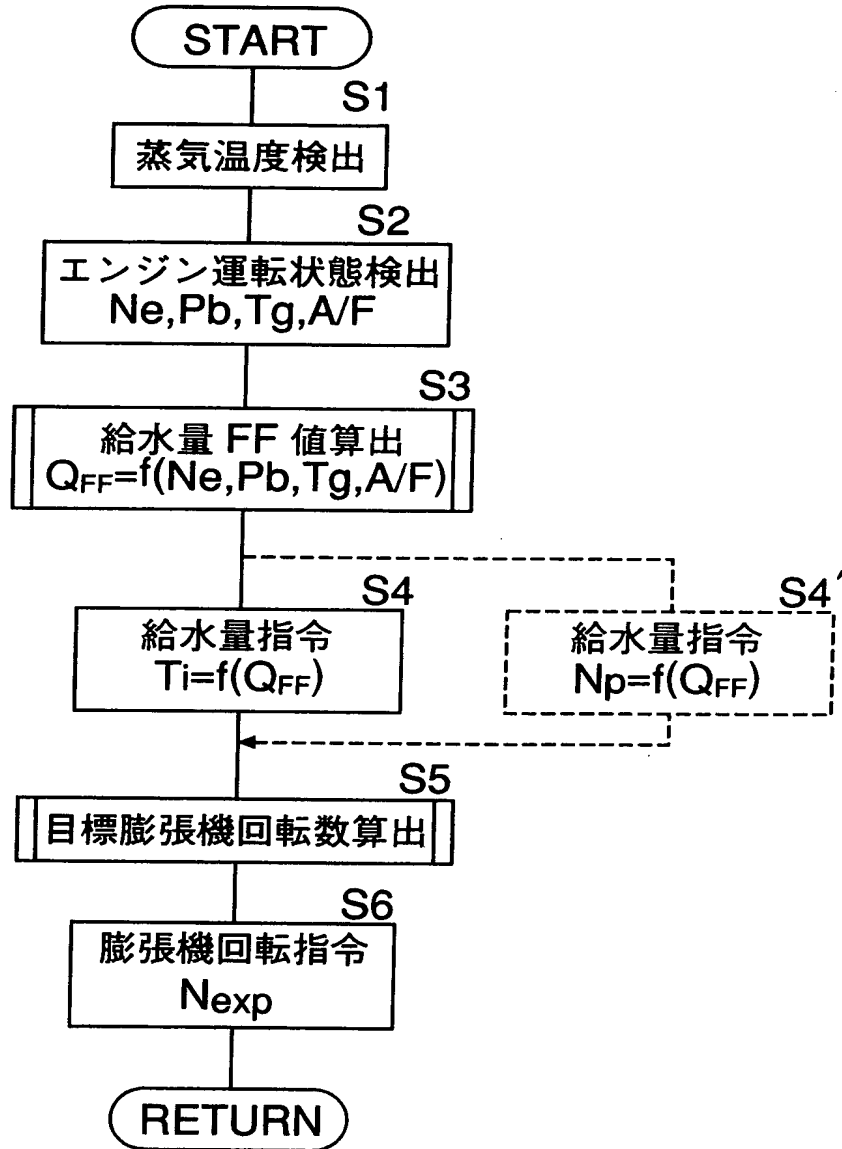 START
S1
蒸気温度検出
S2
エンジン運転状態検出
Ne,Pb,Tg,A/F
S3
給水量 FF 値算出
QFF=f(Ne,Pb,Tg,A/F)
S4
給水量指令
Ti=f(QFF)
S4´
給水量指令
Np=f(QFF)
S5
目標膨張機回転数算出
S6
膨張機回転指令
Nexp
RETURN